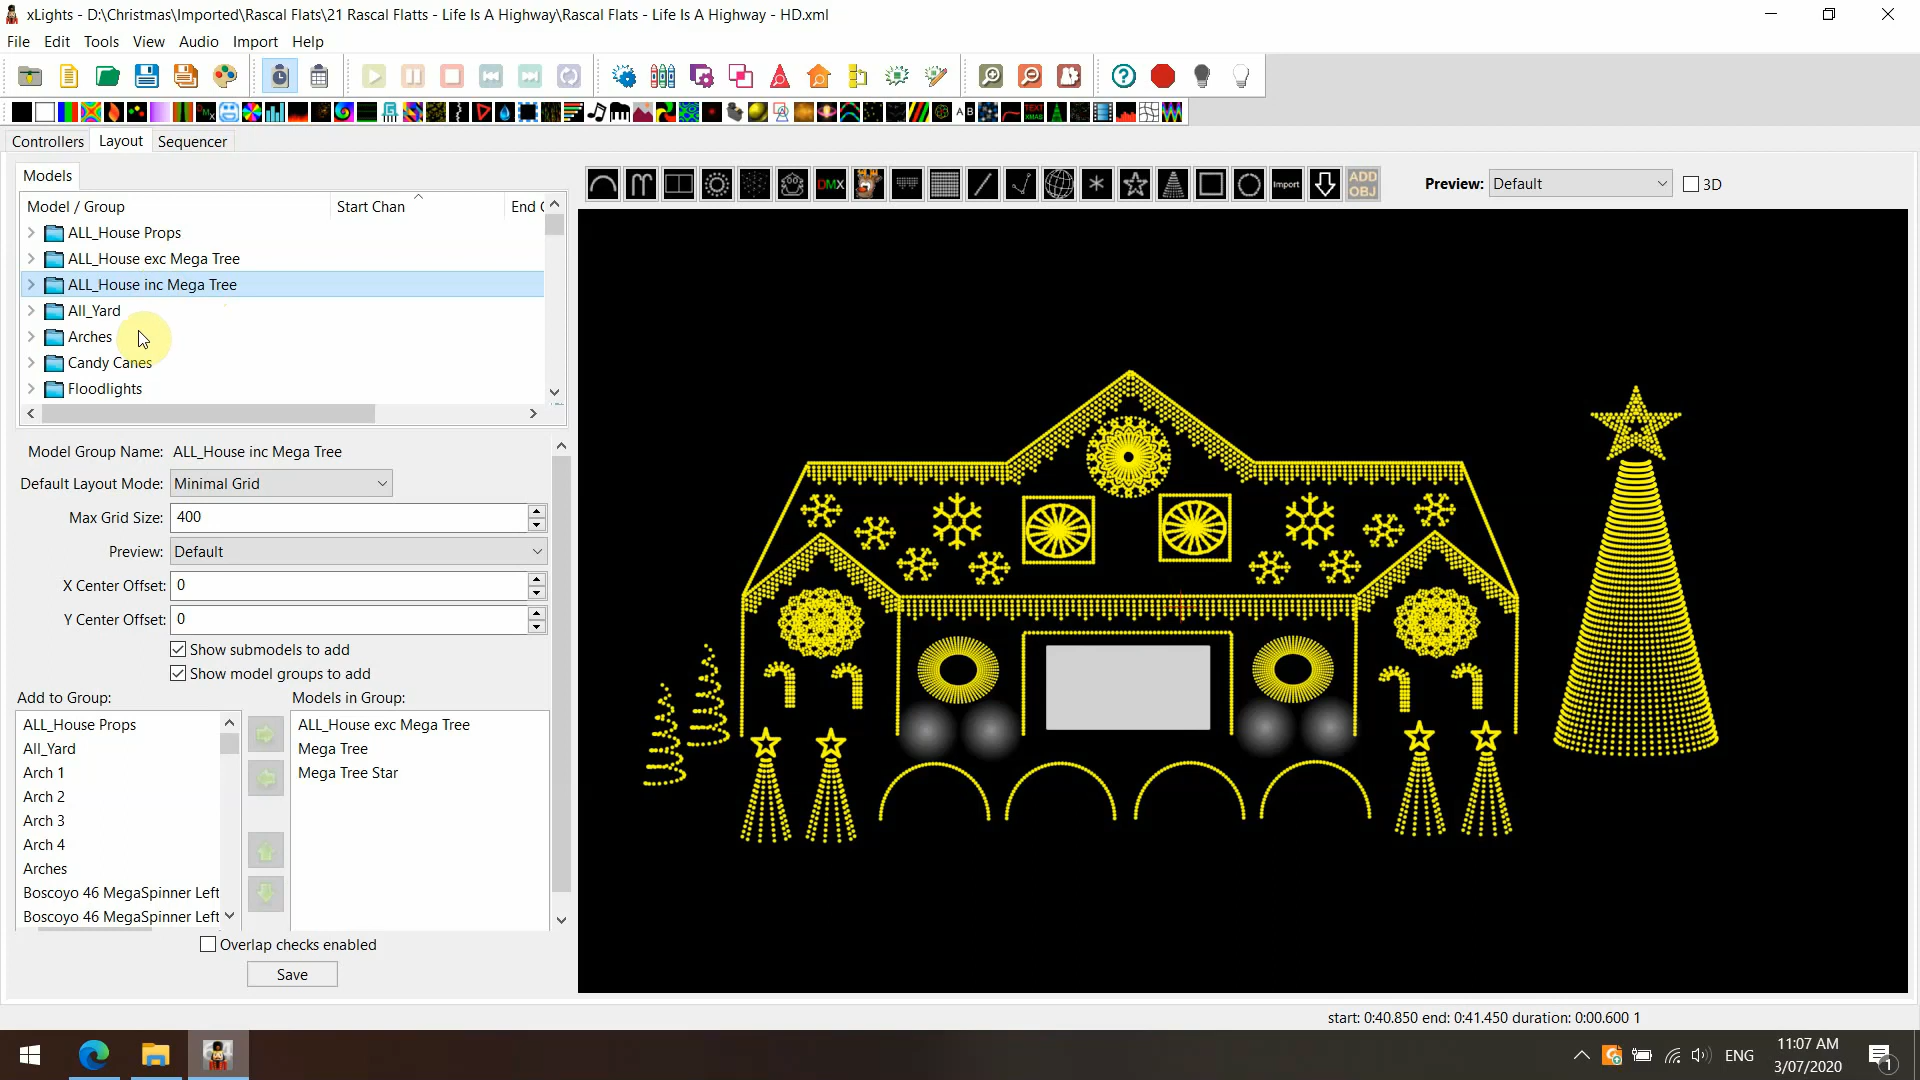 xLights - D:\Christmas\Imported\Rascal Flats\21 Rascal Flatts - Life Is A Highway\Rascal Flats - Life Is A Highway - HD.xml
File Edit Tools View Audio Import Help
Controllers Layout Sequencer
Models
DMX
Import
ADD
OBJ
Preview: Default 3D
Model / Group Start Chan End C
ALL_House Props
ALL_House exc Mega Tree
ALL_House inc Mega Tree
All_Yard
Arches
Candy Canes
Floodlights
Model Group Name: ALL_House inc Mega Tree
Default Layout Mode: Minimal Grid
Max Grid Size: 400
Preview: Default
X Center Offset: 0
Y Center Offset: 0
Show submodels to add
Show model groups to add
Add to Group: Models in Group:
ALL_House Props ALL_House exc Mega Tree
All_Yard Mega Tree
Arch 1 Mega Tree Star
Arch 2
Arch 3
Arch 4
Arches
Boscoyo 46 MegaSpinner Left
Boscoyo 46 MegaSpinner Left
Overlap checks enabled
Save
start: 0:40.850 end: 0:41.450 duration: 0:00.600 1
ENG
11:07 AM
3/07/2020
1